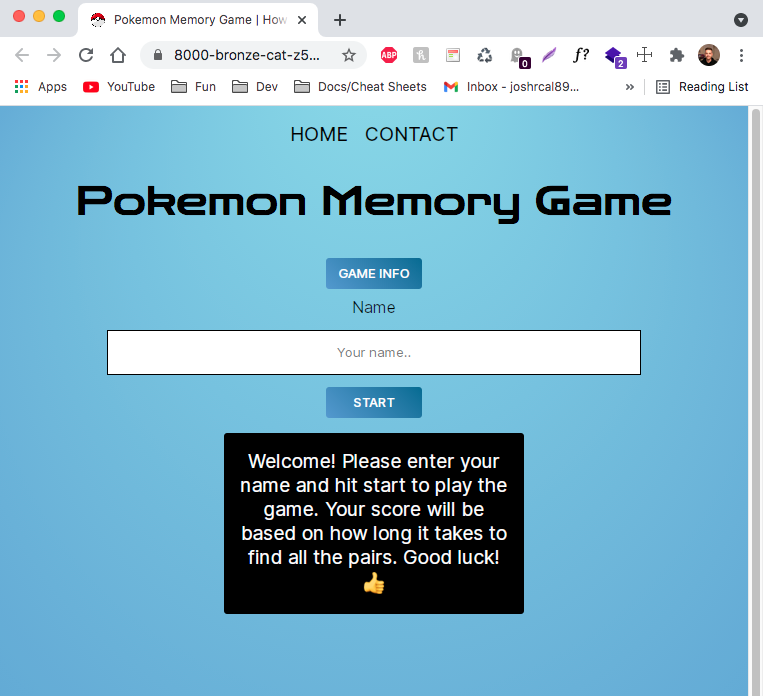 Pokemon Memory Game | How
8000-bronze-cat-z5...
ABP
f?
0
2
Apps YouTube Fun Dev Docs/Cheat Sheets Inbox - joshrcal89... » Reading List
HOME CONTACT
Pokemon Memory Game
GAME INFO
Name
Your name..
START
Welcome! Please enter your
name and hit start to play the
game. Your score will be
based on how long it takes to
find all the pairs. Good luck!
👍